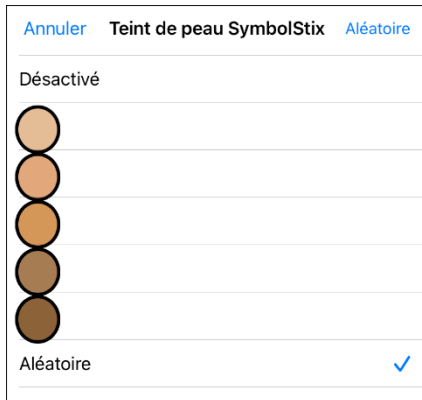 Annuler Teint de peau SymbolStix Aléatoire
Désactivé
Aléatoire